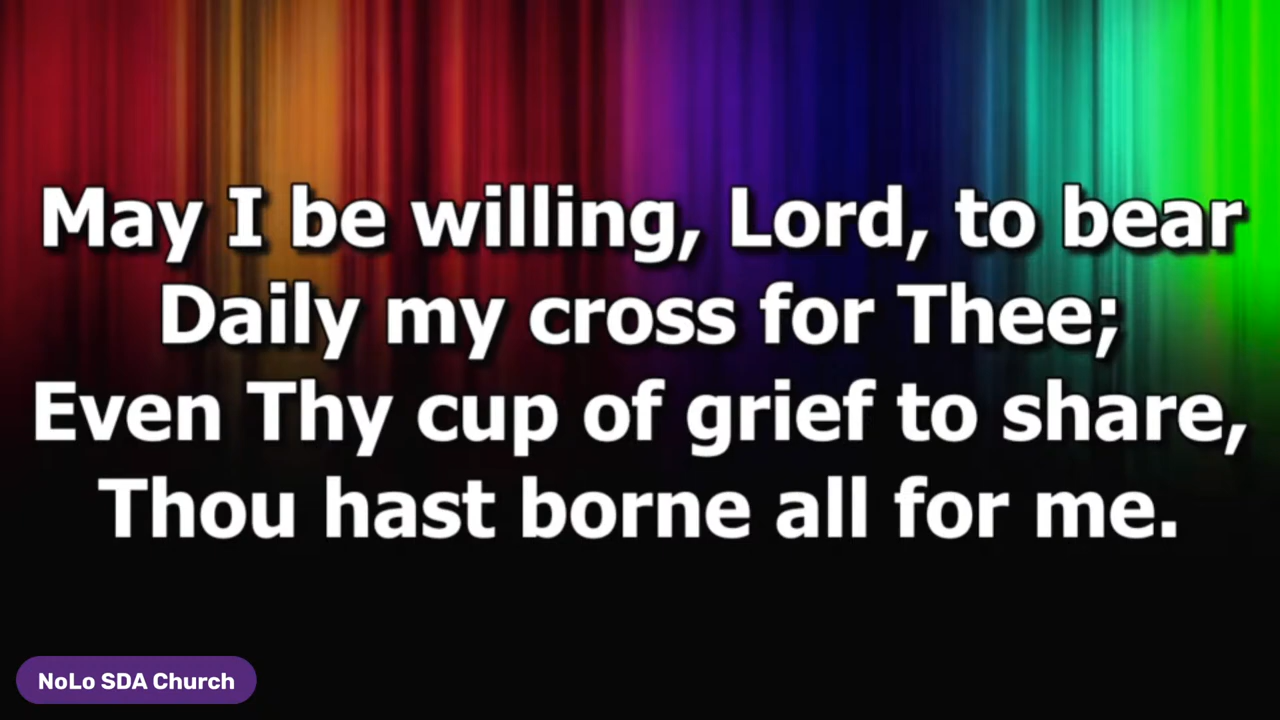 May I be willing, Lord, to bear
Daily my cross for Thee;
Even Thy cup of grief to share,
Thou hast borne all for me.
NoLo SDA Church